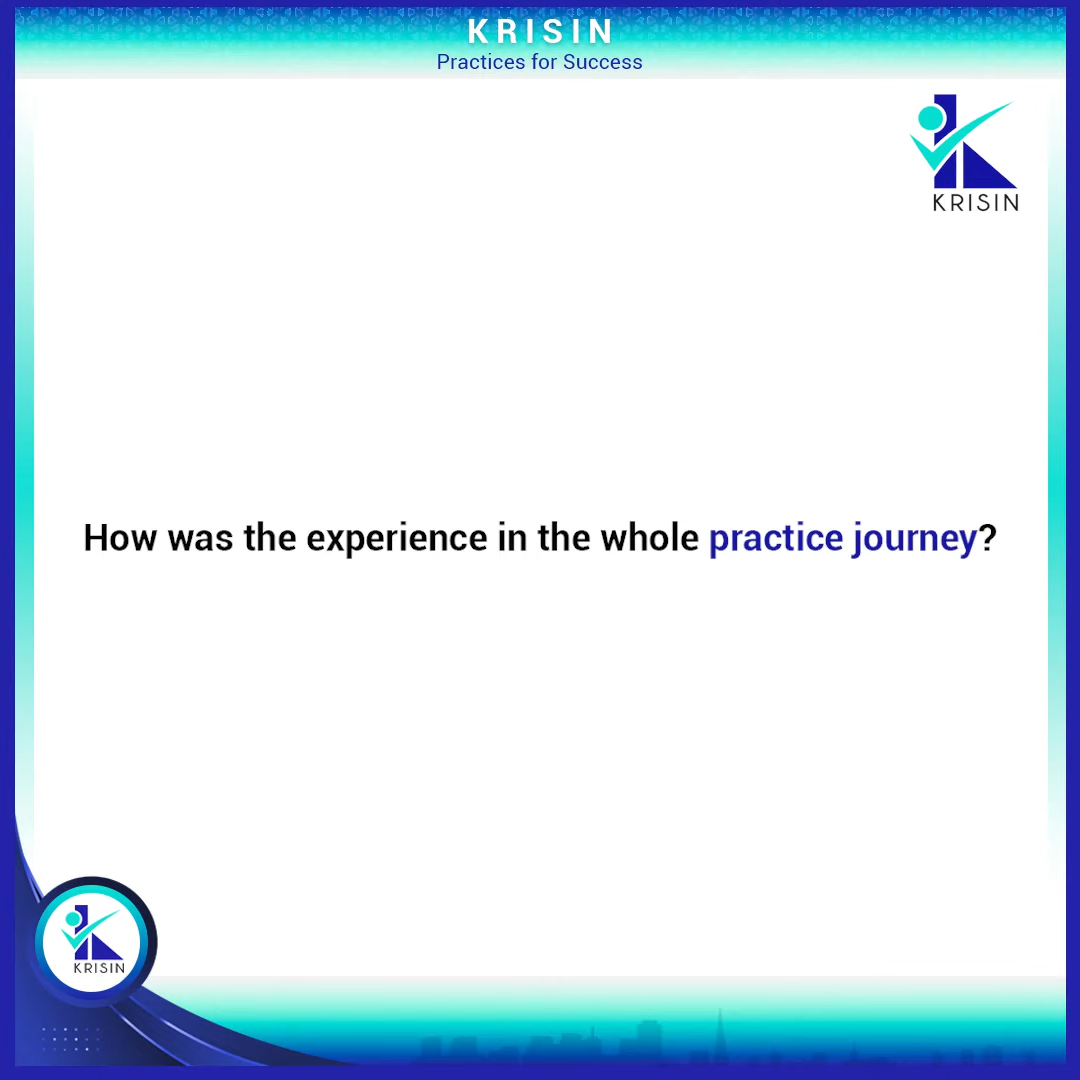 KRISIN
Practices for Success
KRISIN
How was the experience in the whole practice journey?
KRISIN